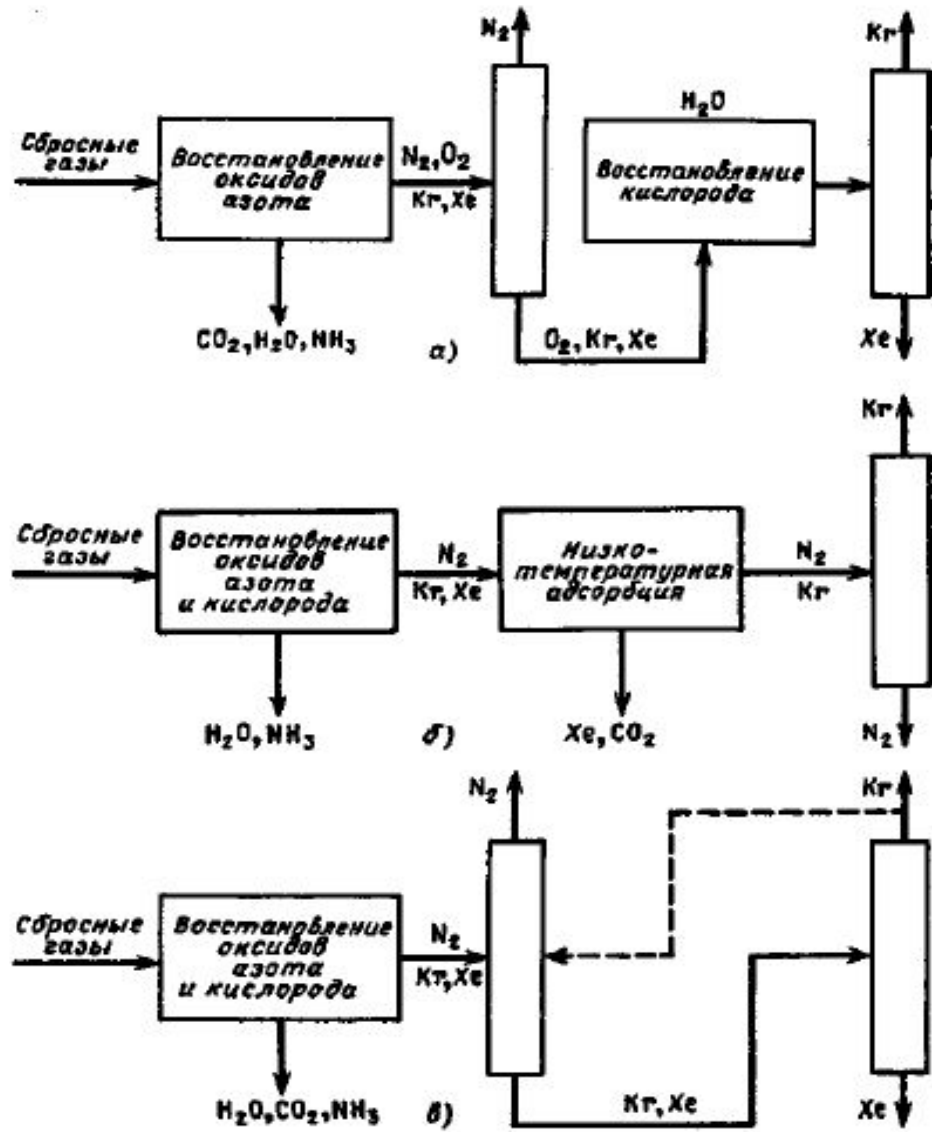 N₂
Kr
Сбросные
газы
Восстановление
оксидов
азота
N₂, O₂
Kr, Xe
H₂O
Восстановление
кислорода
CO₂, H₂O, NH₃
а)
O₂, Kr, Xe
Xe
Kr
Сбросные
газы
Восстановление
оксидов
азота
и кислорода
N₂
Kr, Xe
Низко-
температурная
адсорбция
N₂
Kr
H₂O, NH₃
б)
Xe, CO₂
N₂
N₂
Kr
Сбросные
газы
Восстановление
оксидов
азота
и кислорода
N₂
Kr, Xe
H₂O, CO₂, NH₃
в)
Kr, Xe
Xe